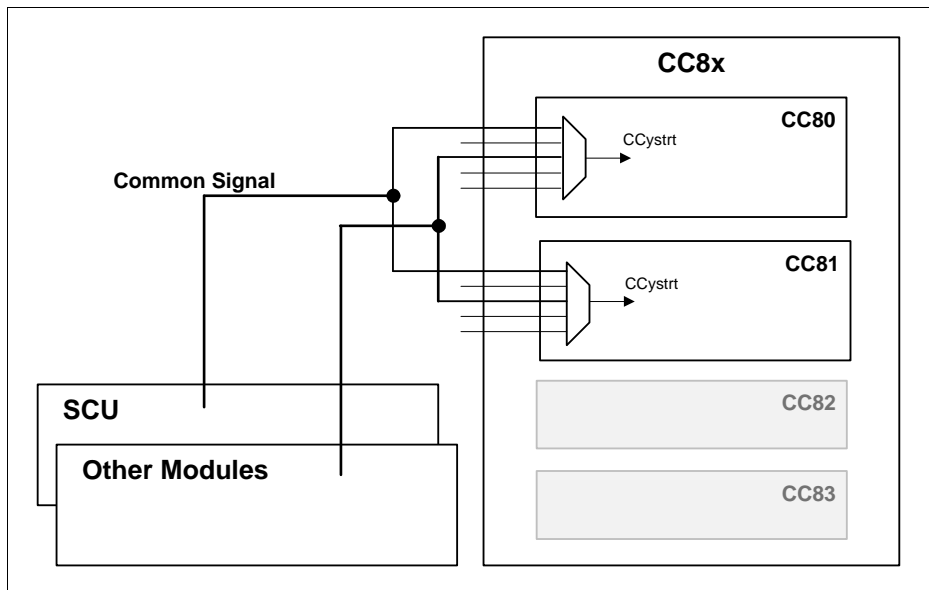 CC8x
CC80
CCystrt
Common Signal
CC81
CCystrt
SCU
CC82
Other Modules
CC83